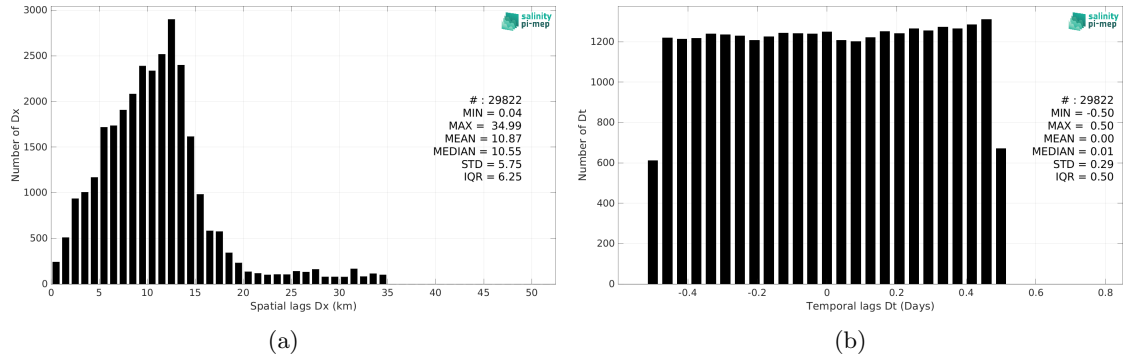 3000
2500
2000
1500
1000
500
0
Number of Dx
salinity
pi-mep
# : 29822
MIN = 0.04
MAX = 34.99
MEAN = 10.87
MEDIAN = 10.55
STD = 5.75
IQR = 6.25
0 5 10 15 20 25 30 35 40 45 50
Spatial lags Dx (km)
(a)
1200
1000
800
600
400
200
0
Number of Dt
salinity
pi-mep
# : 29822
MIN = -0.50
MAX = 0.50
MEAN = 0.00
MEDIAN = 0.01
STD = 0.29
IQR = 0.50
-0.4 -0.2 0 0.2 0.4 0.6 0.8
Temporal lags Dt (Days)
(b)